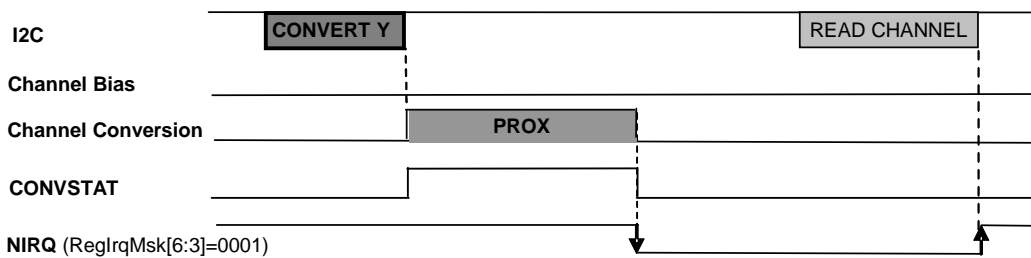 I2C
CONVERT Y
READ CHANNEL
Channel Bias
Channel Conversion
PROX
CONVSTAT
NIRQ (RegIrqMsk[6:3]=0001)